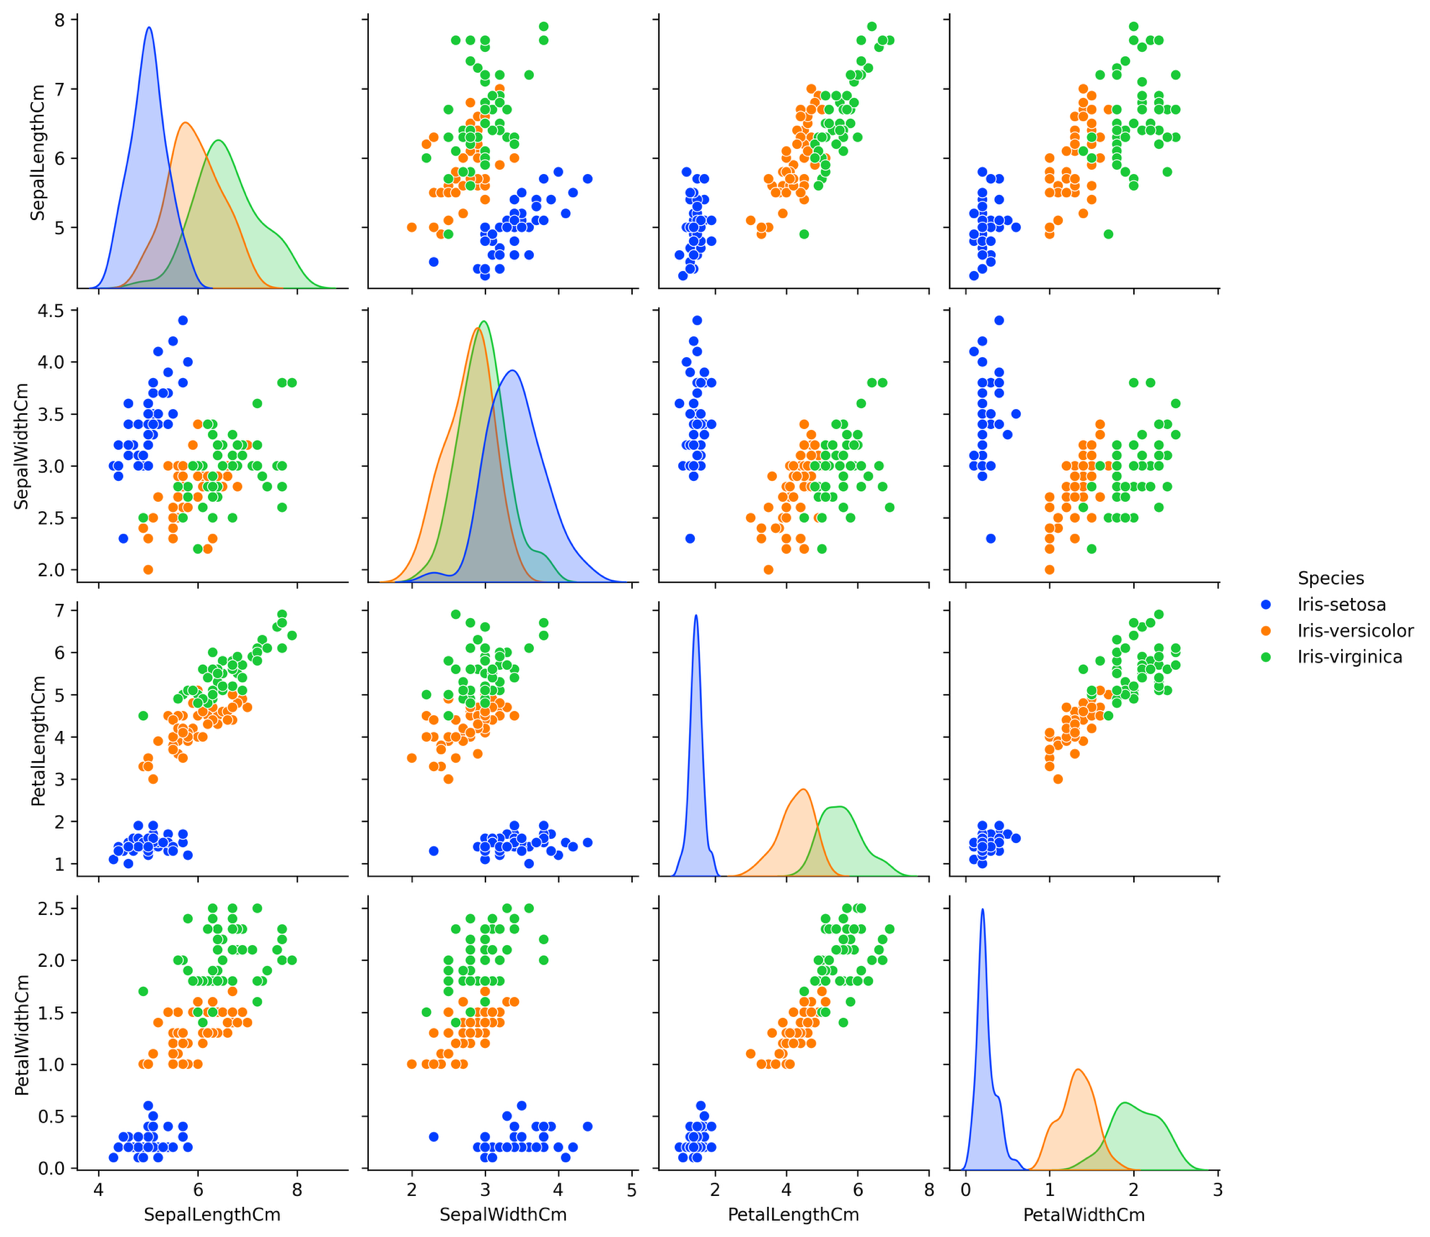 8
7
6
5
SepalLengthCm
4.5
4.0
3.5
3.0
2.5
2.0
SepalWidthCm
Species
Iris-setosa
Iris-versicolor
Iris-virginica
7
6
5
4
3
2
1
PetalLengthCm
2.5
2.0
1.5
1.0
0.5
0.0
PetalWidthCm
4 6 8
2 3 4 5
2 4 6 8
0 1 2 3
SepalLengthCm
SepalWidthCm
PetalLengthCm
PetalWidthCm